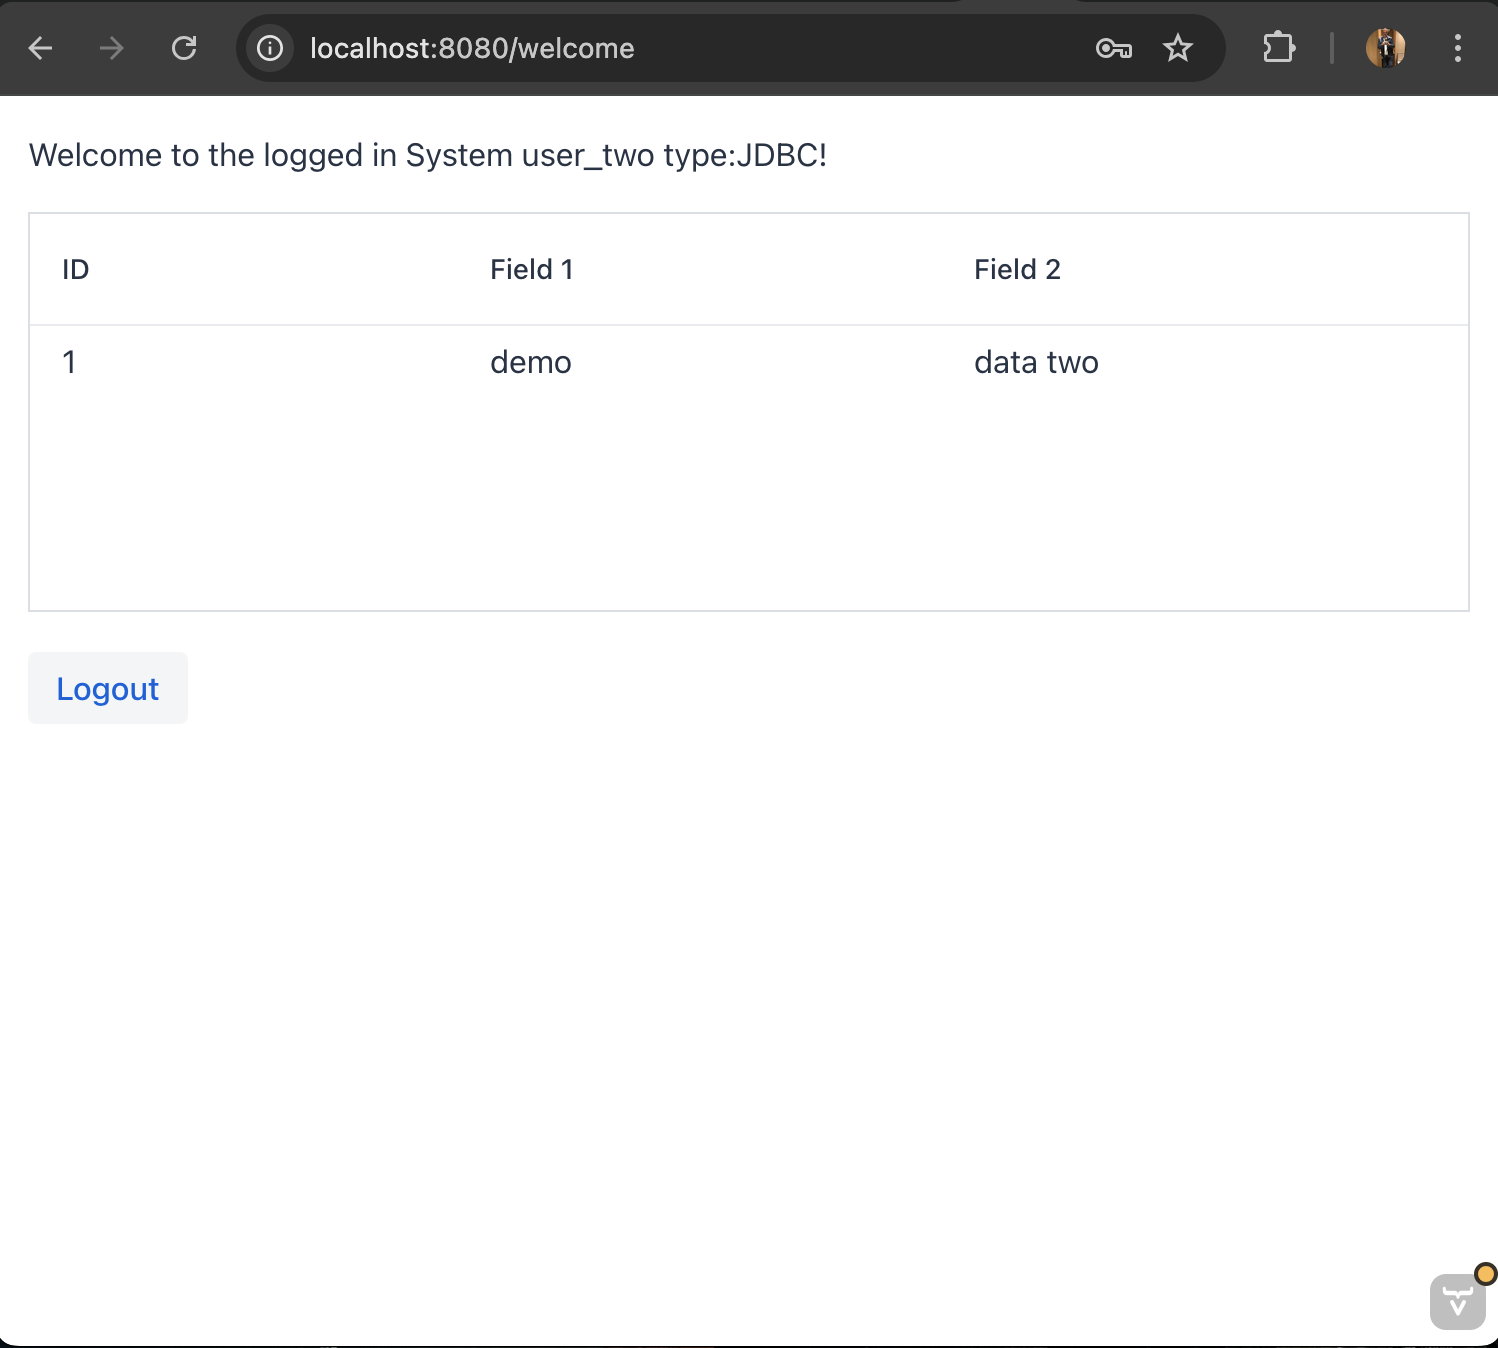 localhost:8080/welcome
Welcome to the logged in System user_two type:JDBC!
ID Field 1 Field 2
1 demo data two
Logout